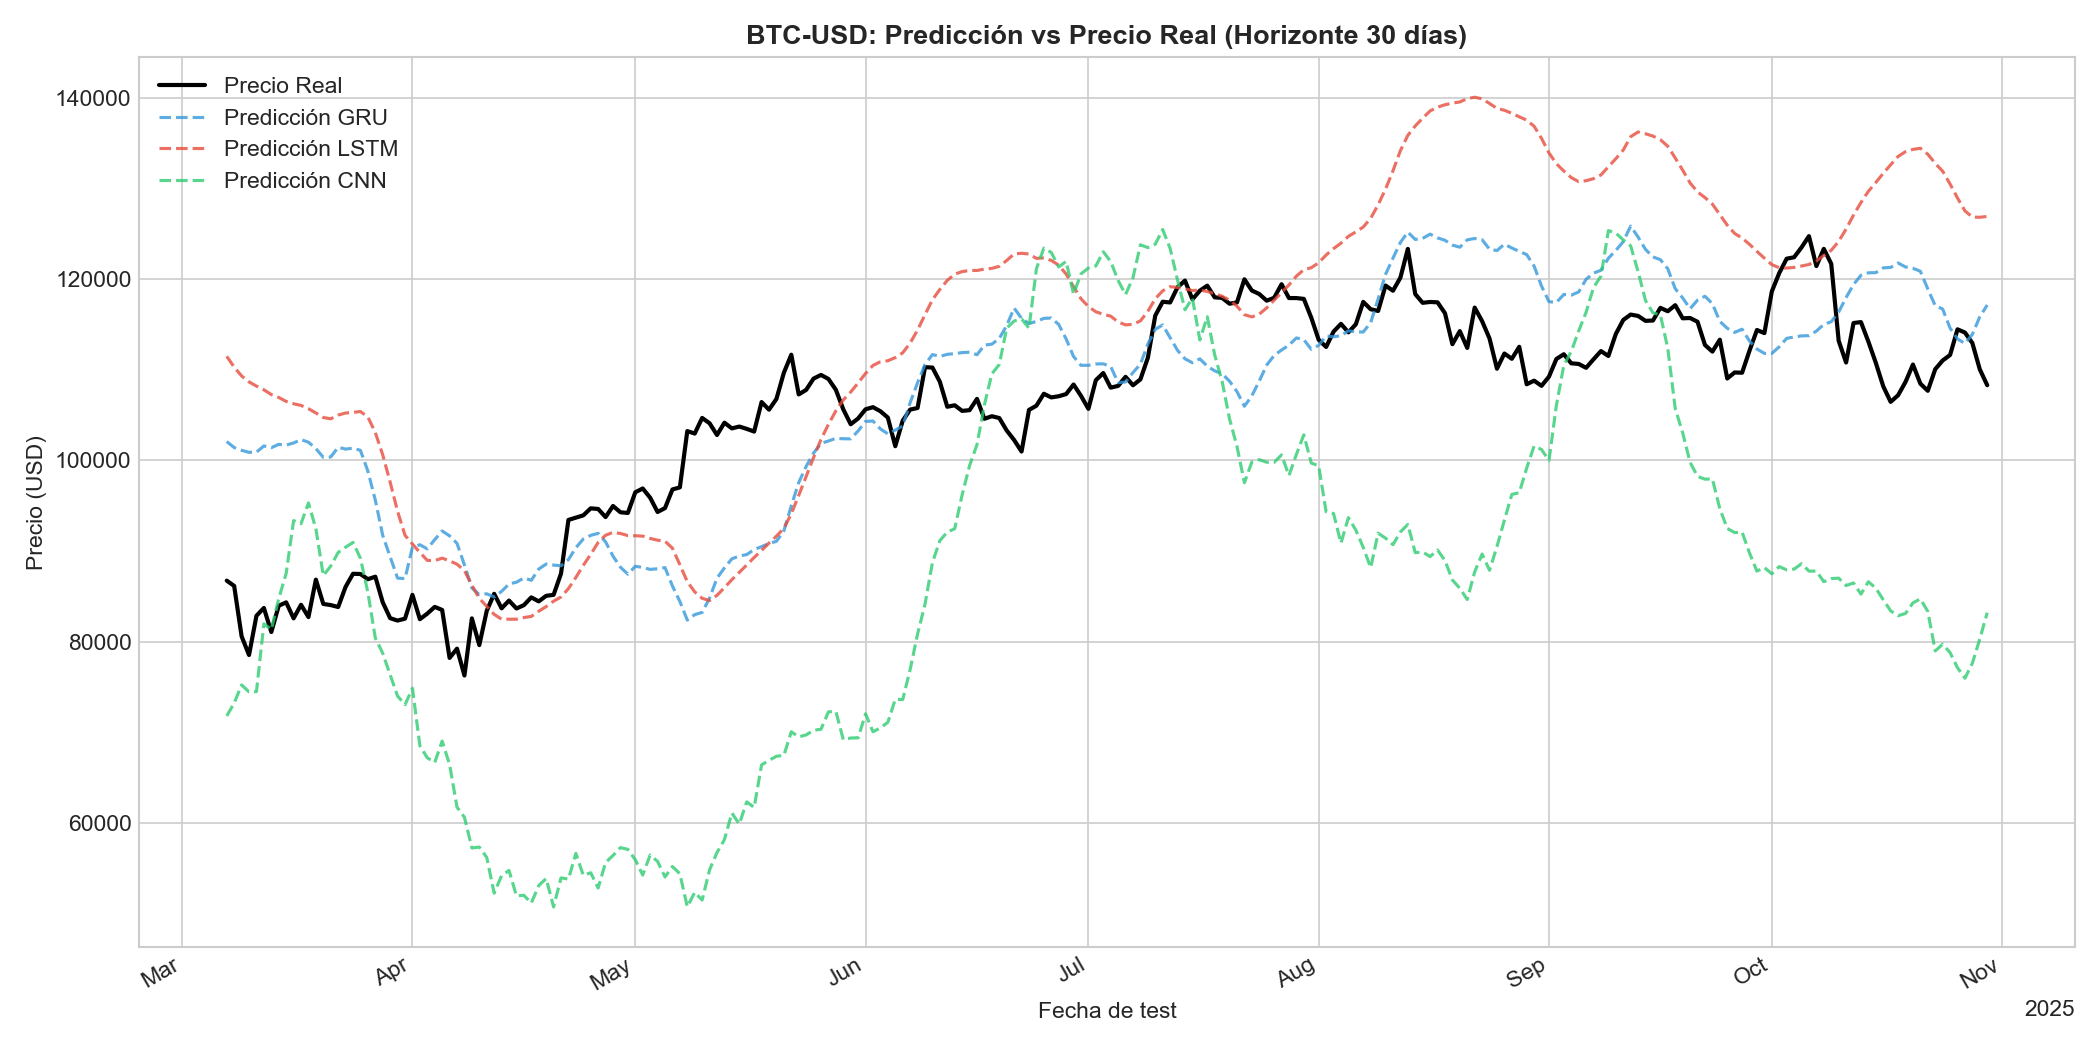 BTC-USD: Predicción vs Precio Real (Horizonte 30 días)
Precio Real
Predicción GRU
Predicción LSTM
Predicción CNN
Precio (USD)
140000
120000
100000
80000
60000
Mar
Apr
May
Jun
Jul
Aug
Sep
Oct
Nov
Fecha de test
2025